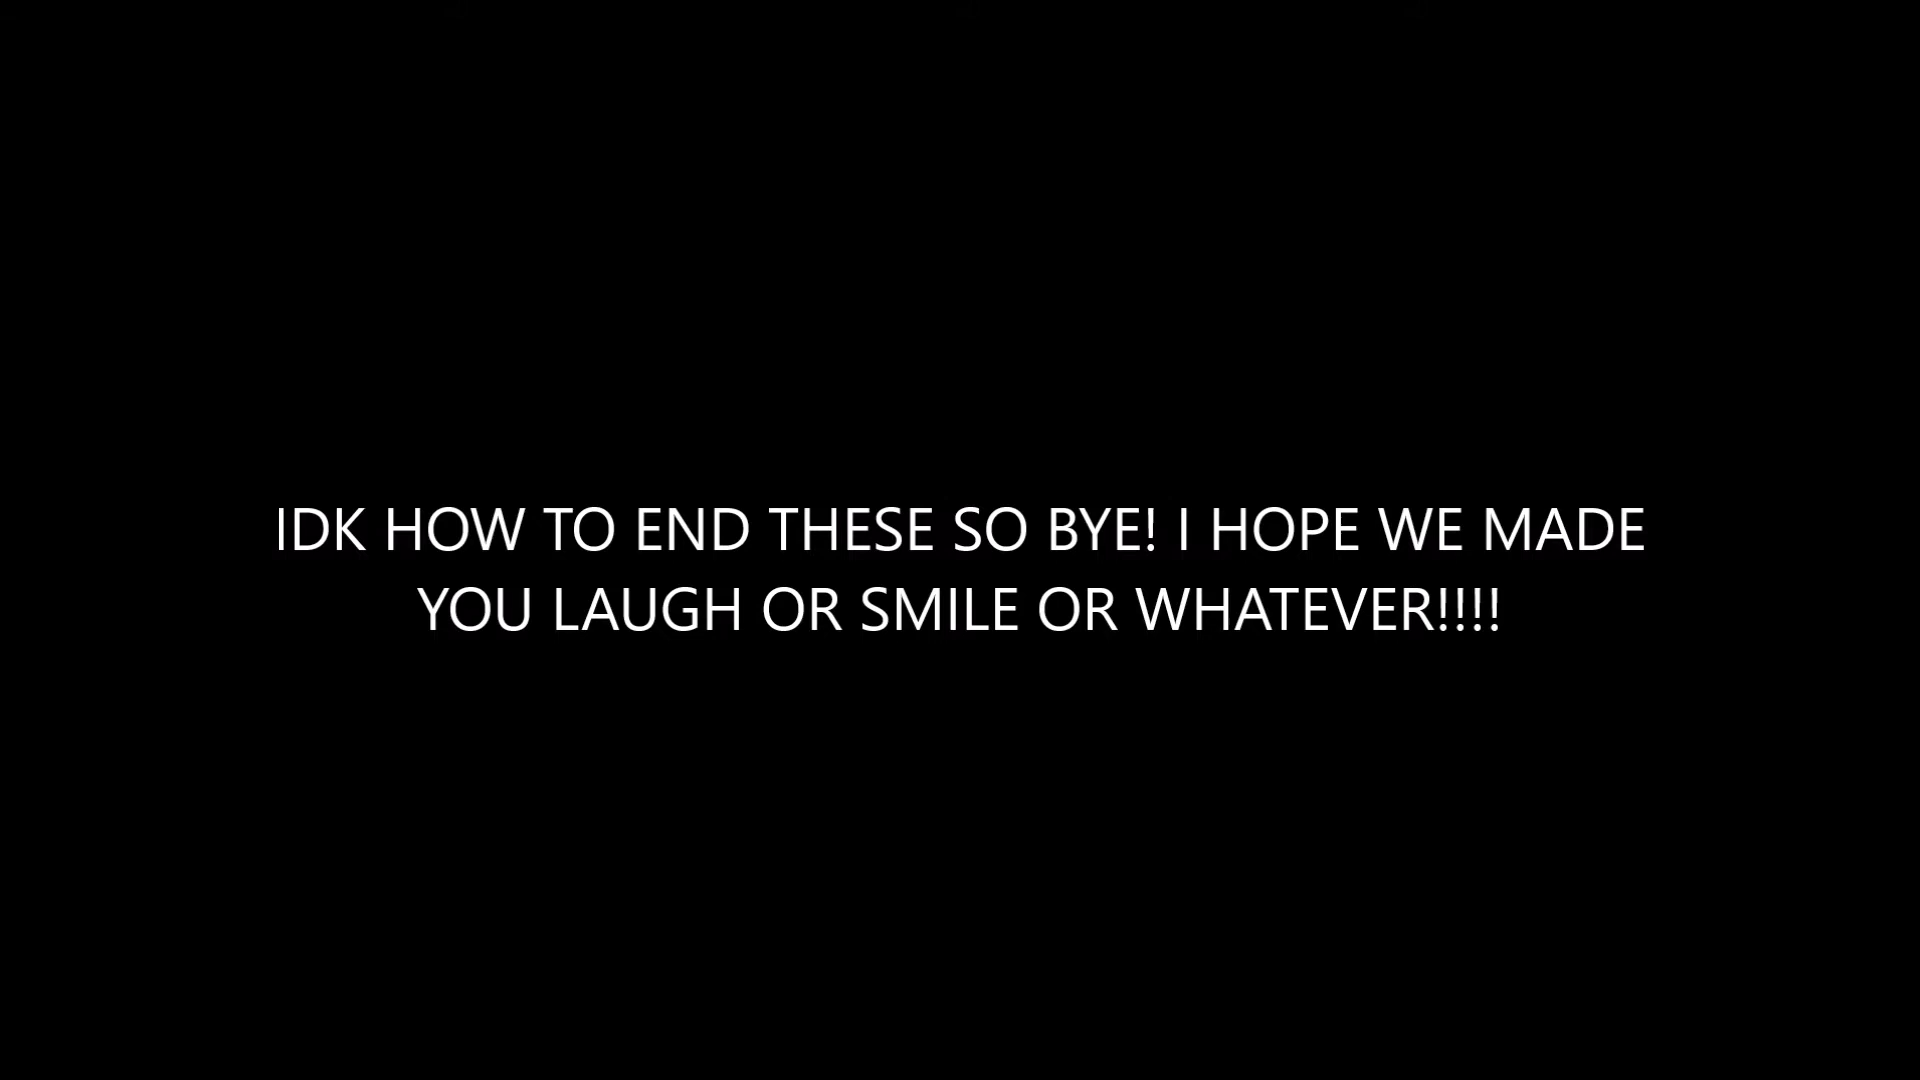 IDK HOW TO END THESE SO BYE! I HOPE WE MADE
YOU LAUGH OR SMILE OR WHATEVER!!!!